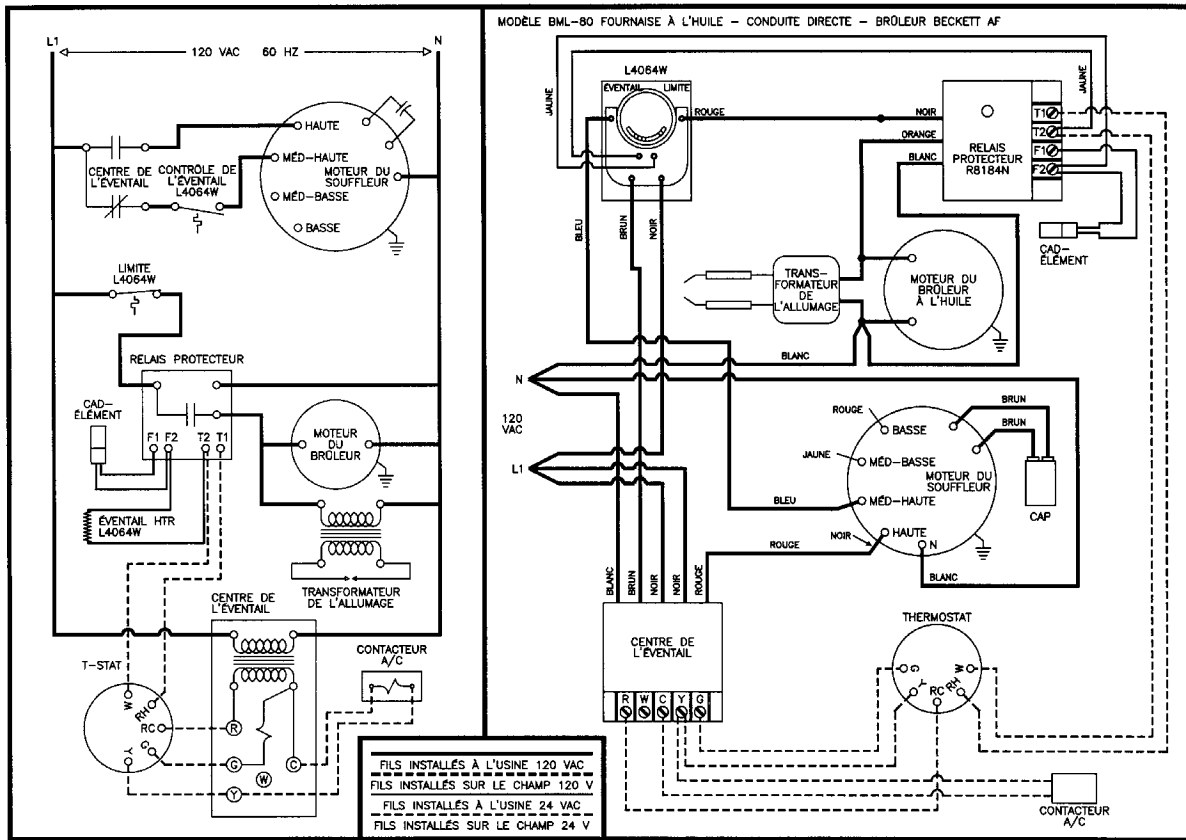 L1
120 VAC 60 HZ
N
HAUTE
MÉD-HAUTE
MOTEUR DU
SOUFFLEUR
MÉD-BASSE
BASSE
CENTRE DE
L'ÉVENTAIL
CONTRÔLE DE
L'ÉVENTAIL
L4064W
LIMITE
L4064W
RELAIS PROTECTEUR
CAD-
ÉLÉMENT
F1 F2 T2 T1
MOTEUR
DU
BRÛLEUR
ÉVENTAIL HTR
L4064W
TRANSFORMATEUR
DE L'ALLUMAGE
CENTRE DE
L'ÉVENTAIL
T-STAT
CONTACTEUR
A/C
W
RH
RC
G
Y
R
G
W
C
Y
FILS INSTALLÉS À L'USINE 120 VAC
FILS INSTALLÉS SUR LE CHAMP 120 V
FILS INSTALLÉS À L'USINE 24 VAC
FILS INSTALLÉS SUR LE CHAMP 24 V
MODÈLE BML-80 FOURNAISE À L'HUILE - CONDUITE DIRECTE - BRÛLEUR BECKETT AF
L4064W
ÉVENTAIL LIMITE
JAUNE
ROUGE
JAUNE
NOIR
ORANGE
BLANC
RELAIS
PROTECTEUR
R8184N
T1
T2
F1
F2
CAD-
ÉLÉMENT
BLEU
BRUN
NOIR
TRANS-
FORMATEUR
DE
L'ALLUMAGE
MOTEUR DU
BRÛLEUR
À L'HUILE
BLANC
N
120
VAC
L1
ROUGE
BASSE
JAUNE
MÉD-BASSE
MOTEUR DU
SOUFFLEUR
MÉD-HAUTE
BLEU
HAUTE
NOIR
N
ROUGE
BLANC
BRUN
BRUN
CAP
BLANC
BRUN
NOIR
NOIR
ROUGE
CENTRE DE
L'ÉVENTAIL
R W C Y G
THERMOSTAT
G
Y
RC
RH
W
CONTACTEUR
A/C